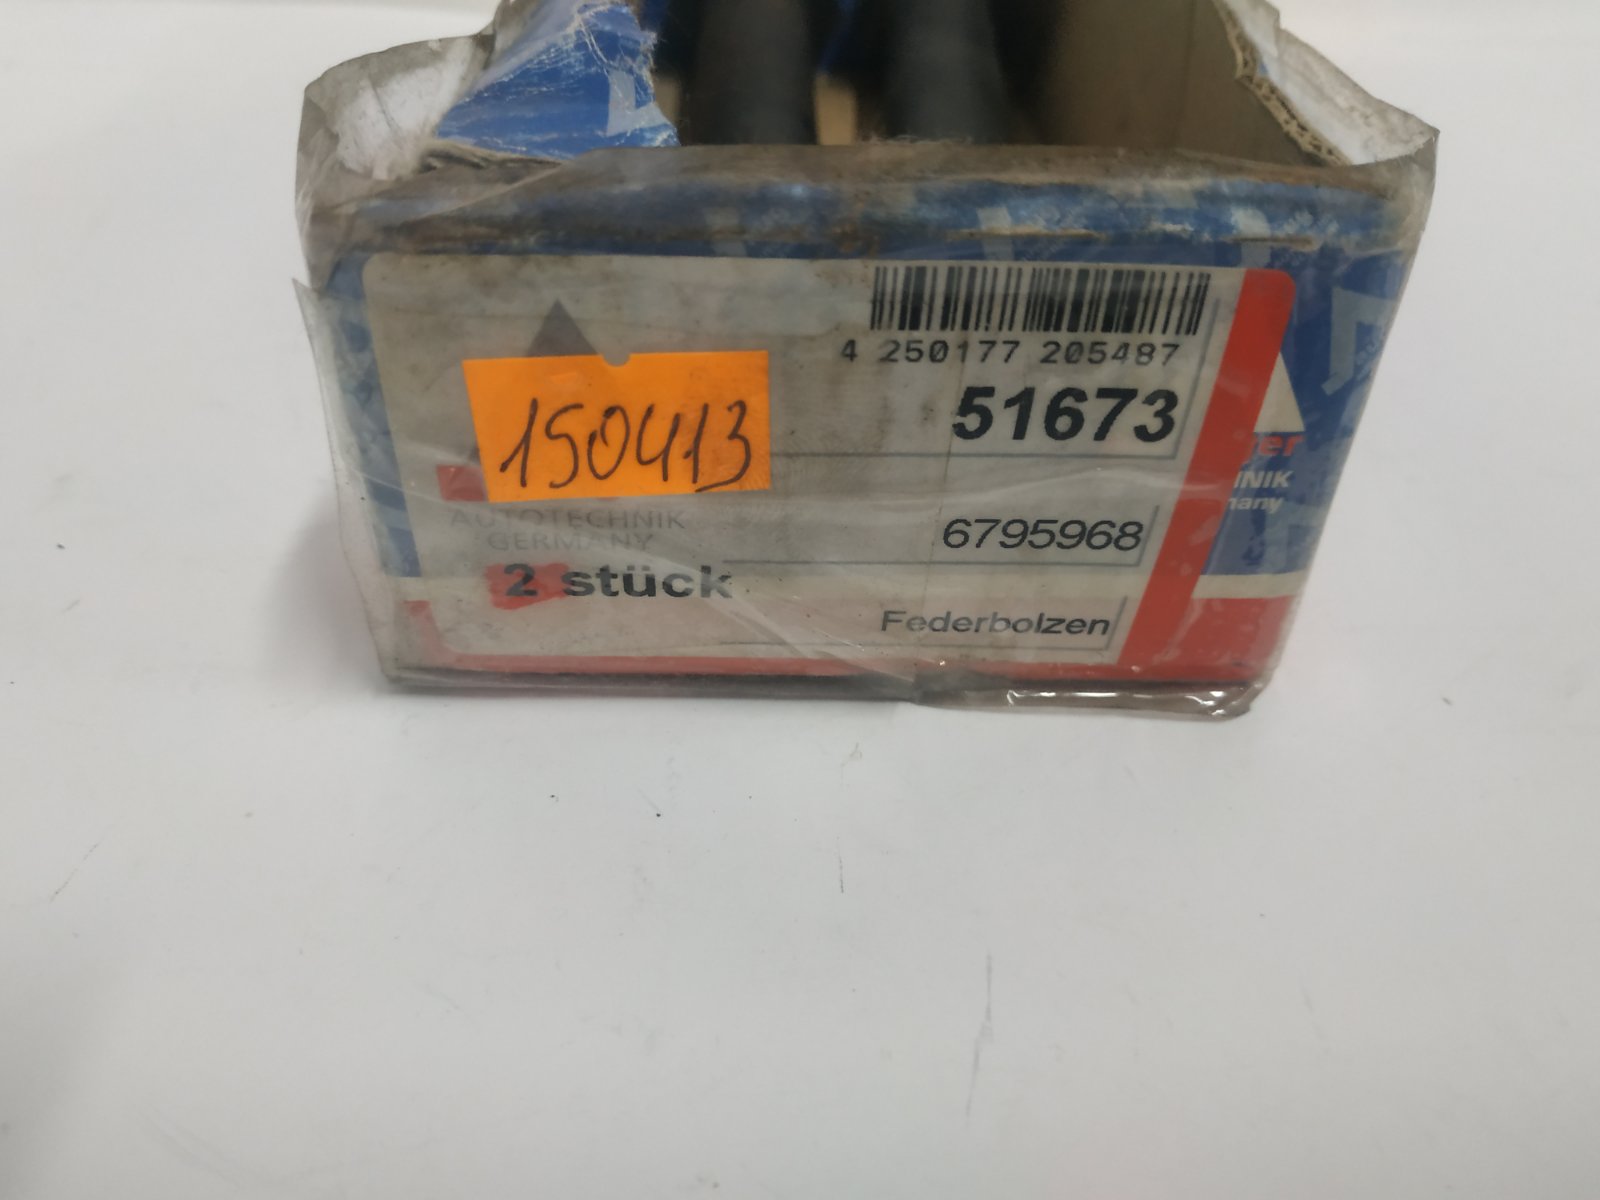 4 250177 205487
51673
150413
AUTOTECHNIK
GERMANY
6795968
2 stück
Federbolzen